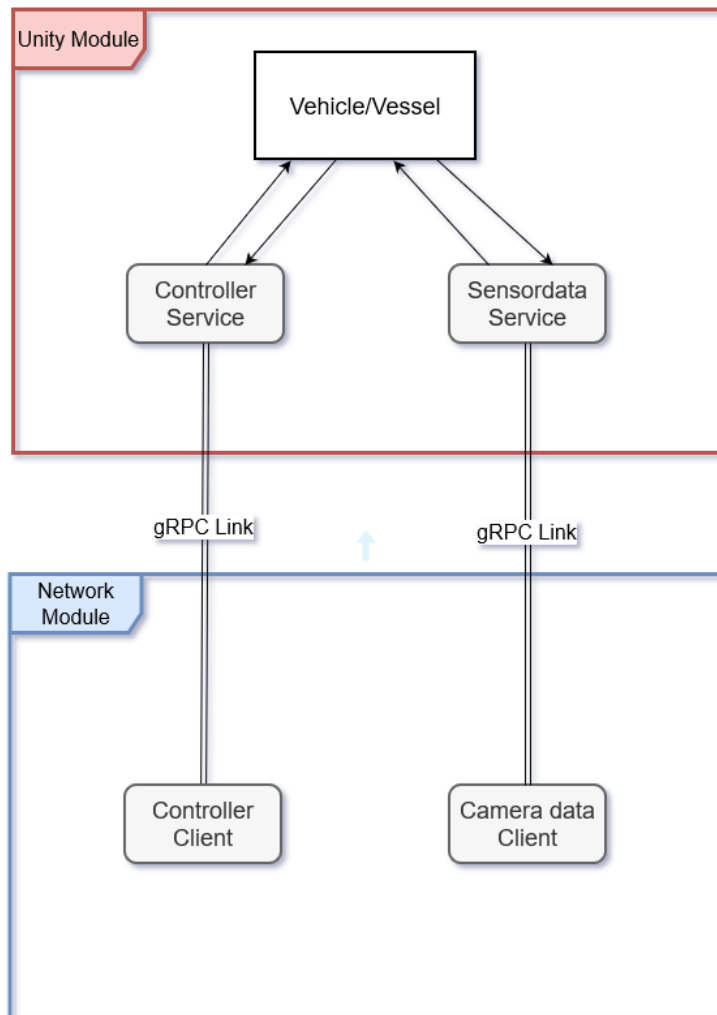 Unity Module
Vehicle/Vessel
Controller
Service
Sensordata
Service
gRPC Link
gRPC Link
Network
Module
Controller
Client
Camera data
Client